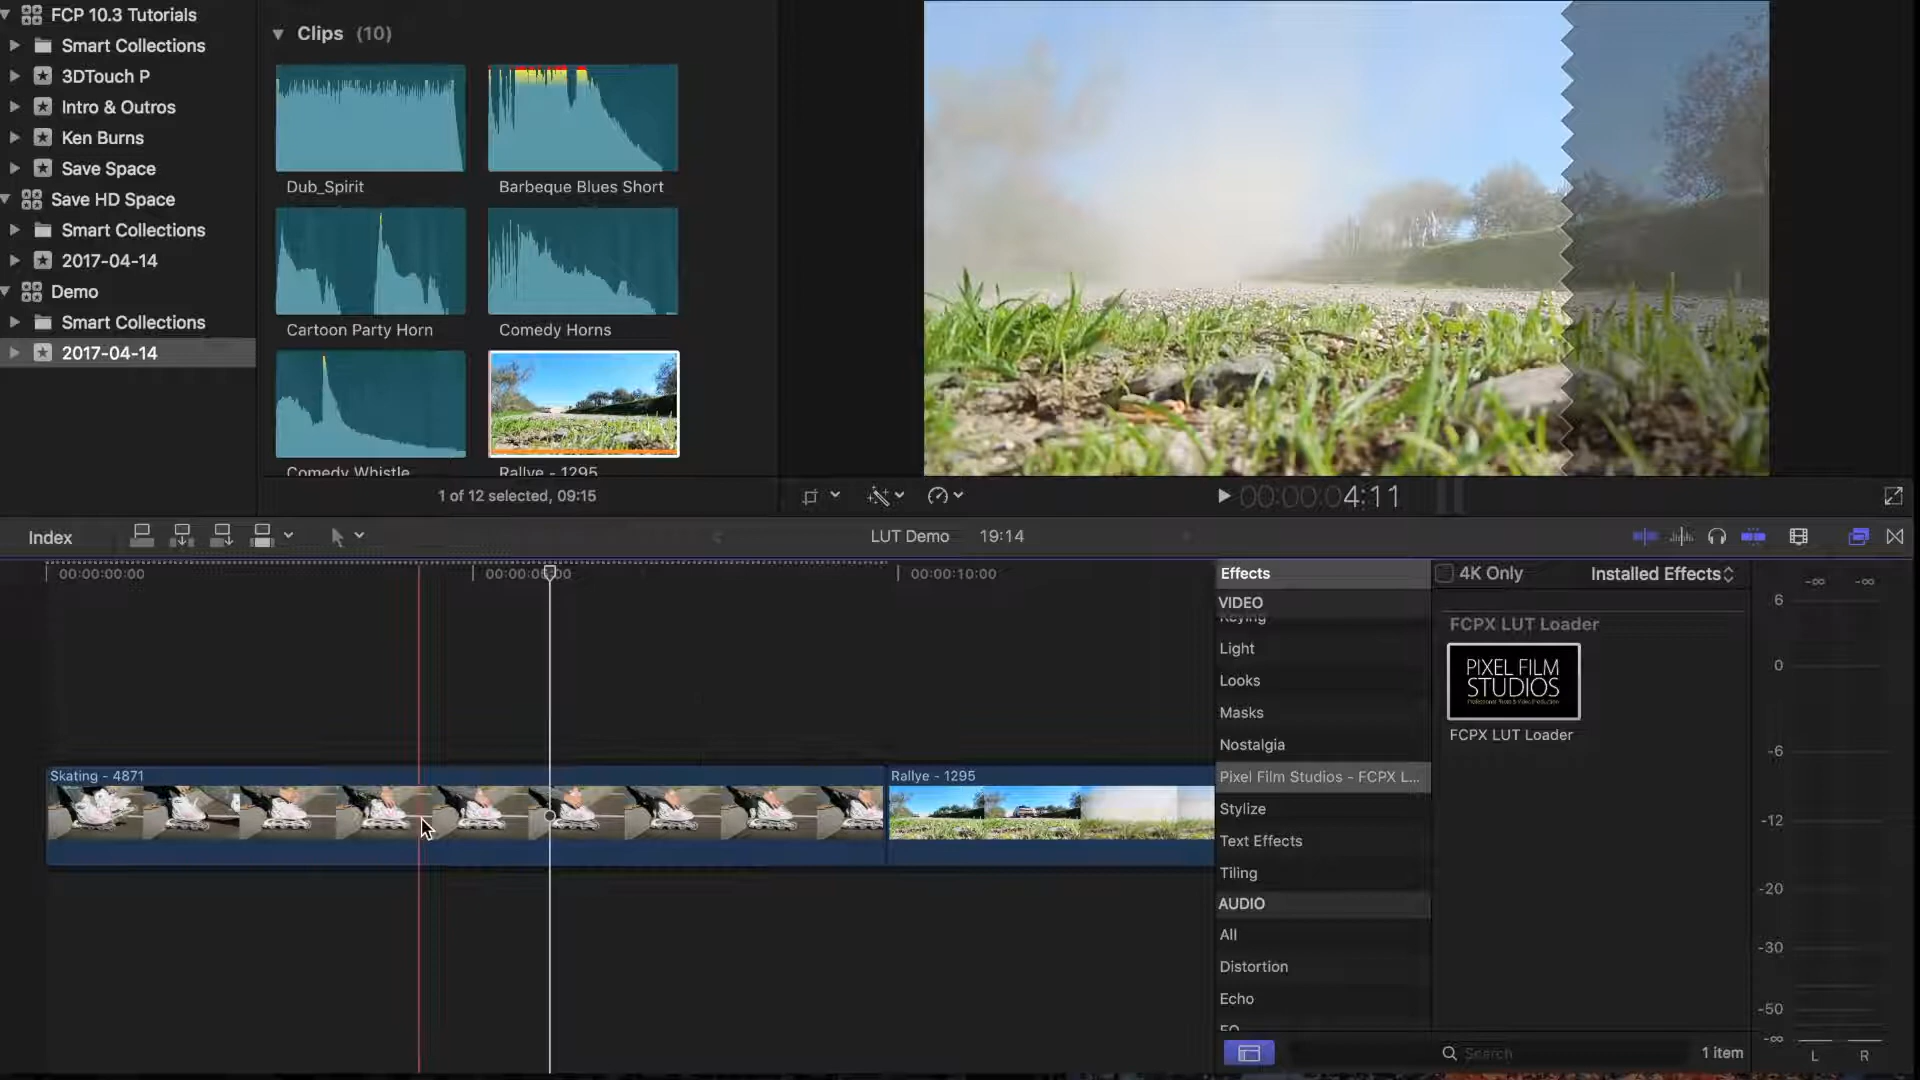 FCP 10.3 Tutorials
Smart Collections
3DTouch P
Intro & Outros
Ken Burns
Save Space
Save HD Space
Smart Collections
2017-04-14
Demo
Smart Collections
2017-04-14
Clips (10)
Dub_Spirit
Barbeque Blues Short
Cartoon Party Horn
Comedy Horns
Comedy Whistle
Rallye - 1295
1 of 12 selected, 09:15
00:00:04:11
Index
LUT Demo 19:14
00:00:00:00
00:00:10:00
Skating - 4871
Rallye - 1295
Effects
VIDEO
Keying
Light
Looks
Masks
Nostalgia
Pixel Film Studios - FCPX L...
Stylize
Text Effects
Tiling
AUDIO
All
Distortion
Echo
EQ
4K Only
Installed Effects
FCPX LUT Loader
PIXEL FILM
STUDIOS
FCPX LUT Loader
Search
1 item
-∞ -∞
6
0
-6
-12
-20
-30
-50
-∞
L R